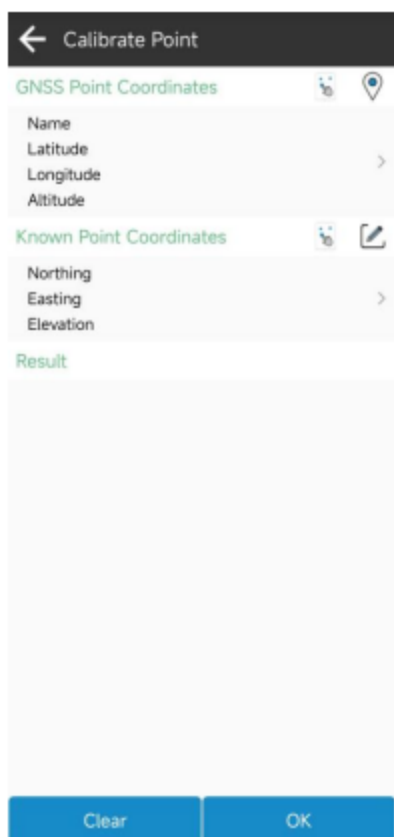 Calibrate Point
GNSS Point Coordinates
Name
Latitude
Longitude
Altitude
Known Point Coordinates
Northing
Easting
Elevation
Result
Clear OK